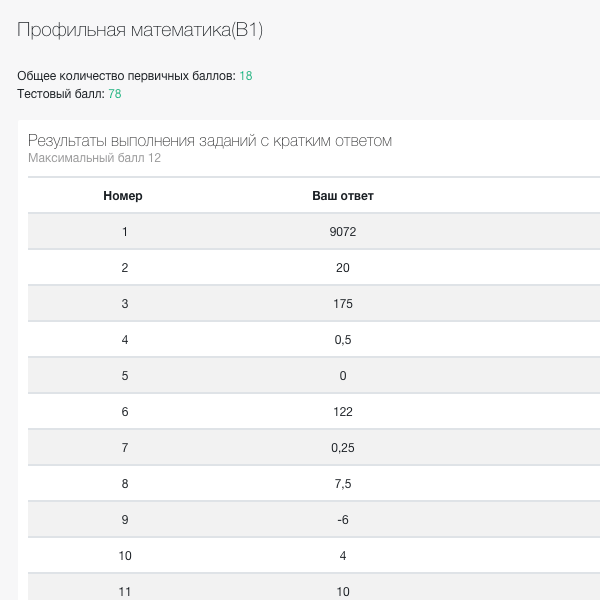 Профильная математика(B1)
Общее количество первичных баллов: 18
Тестовый балл: 78
Результаты выполнения заданий с кратким ответом
Максимальный балл 12
Номер Ваш ответ
1 9072
2 20
3 175
4 0,5
5 0
6 122
7 0,25
8 7,5
9 -6
10 4
11 10